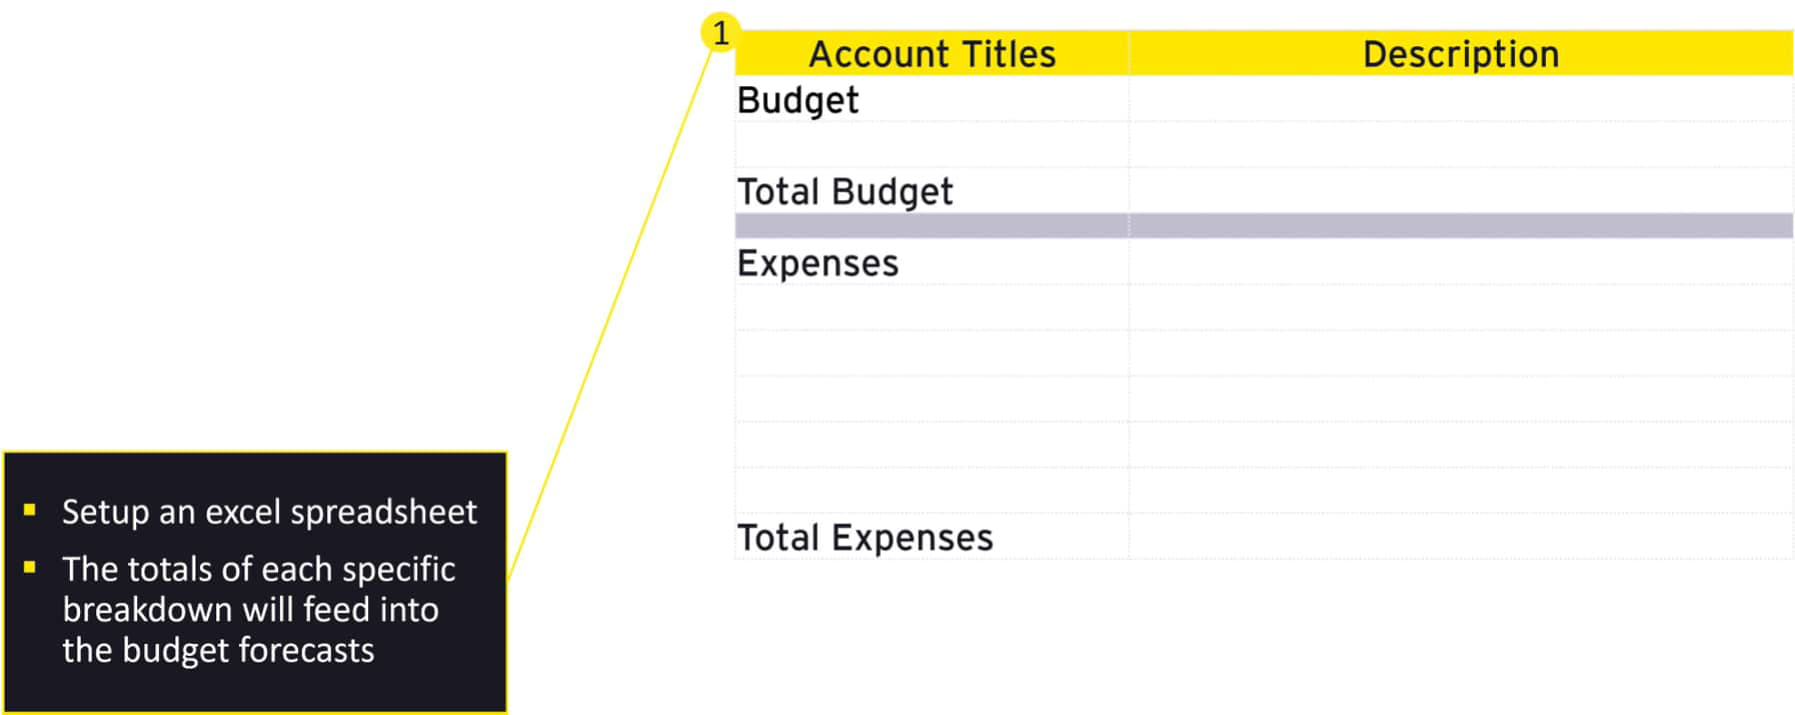 1
Account Titles Description
Budget
Total Budget
Expenses
Total Expenses
Setup an excel spreadsheet
The totals of each specific
breakdown will feed into
the budget forecasts